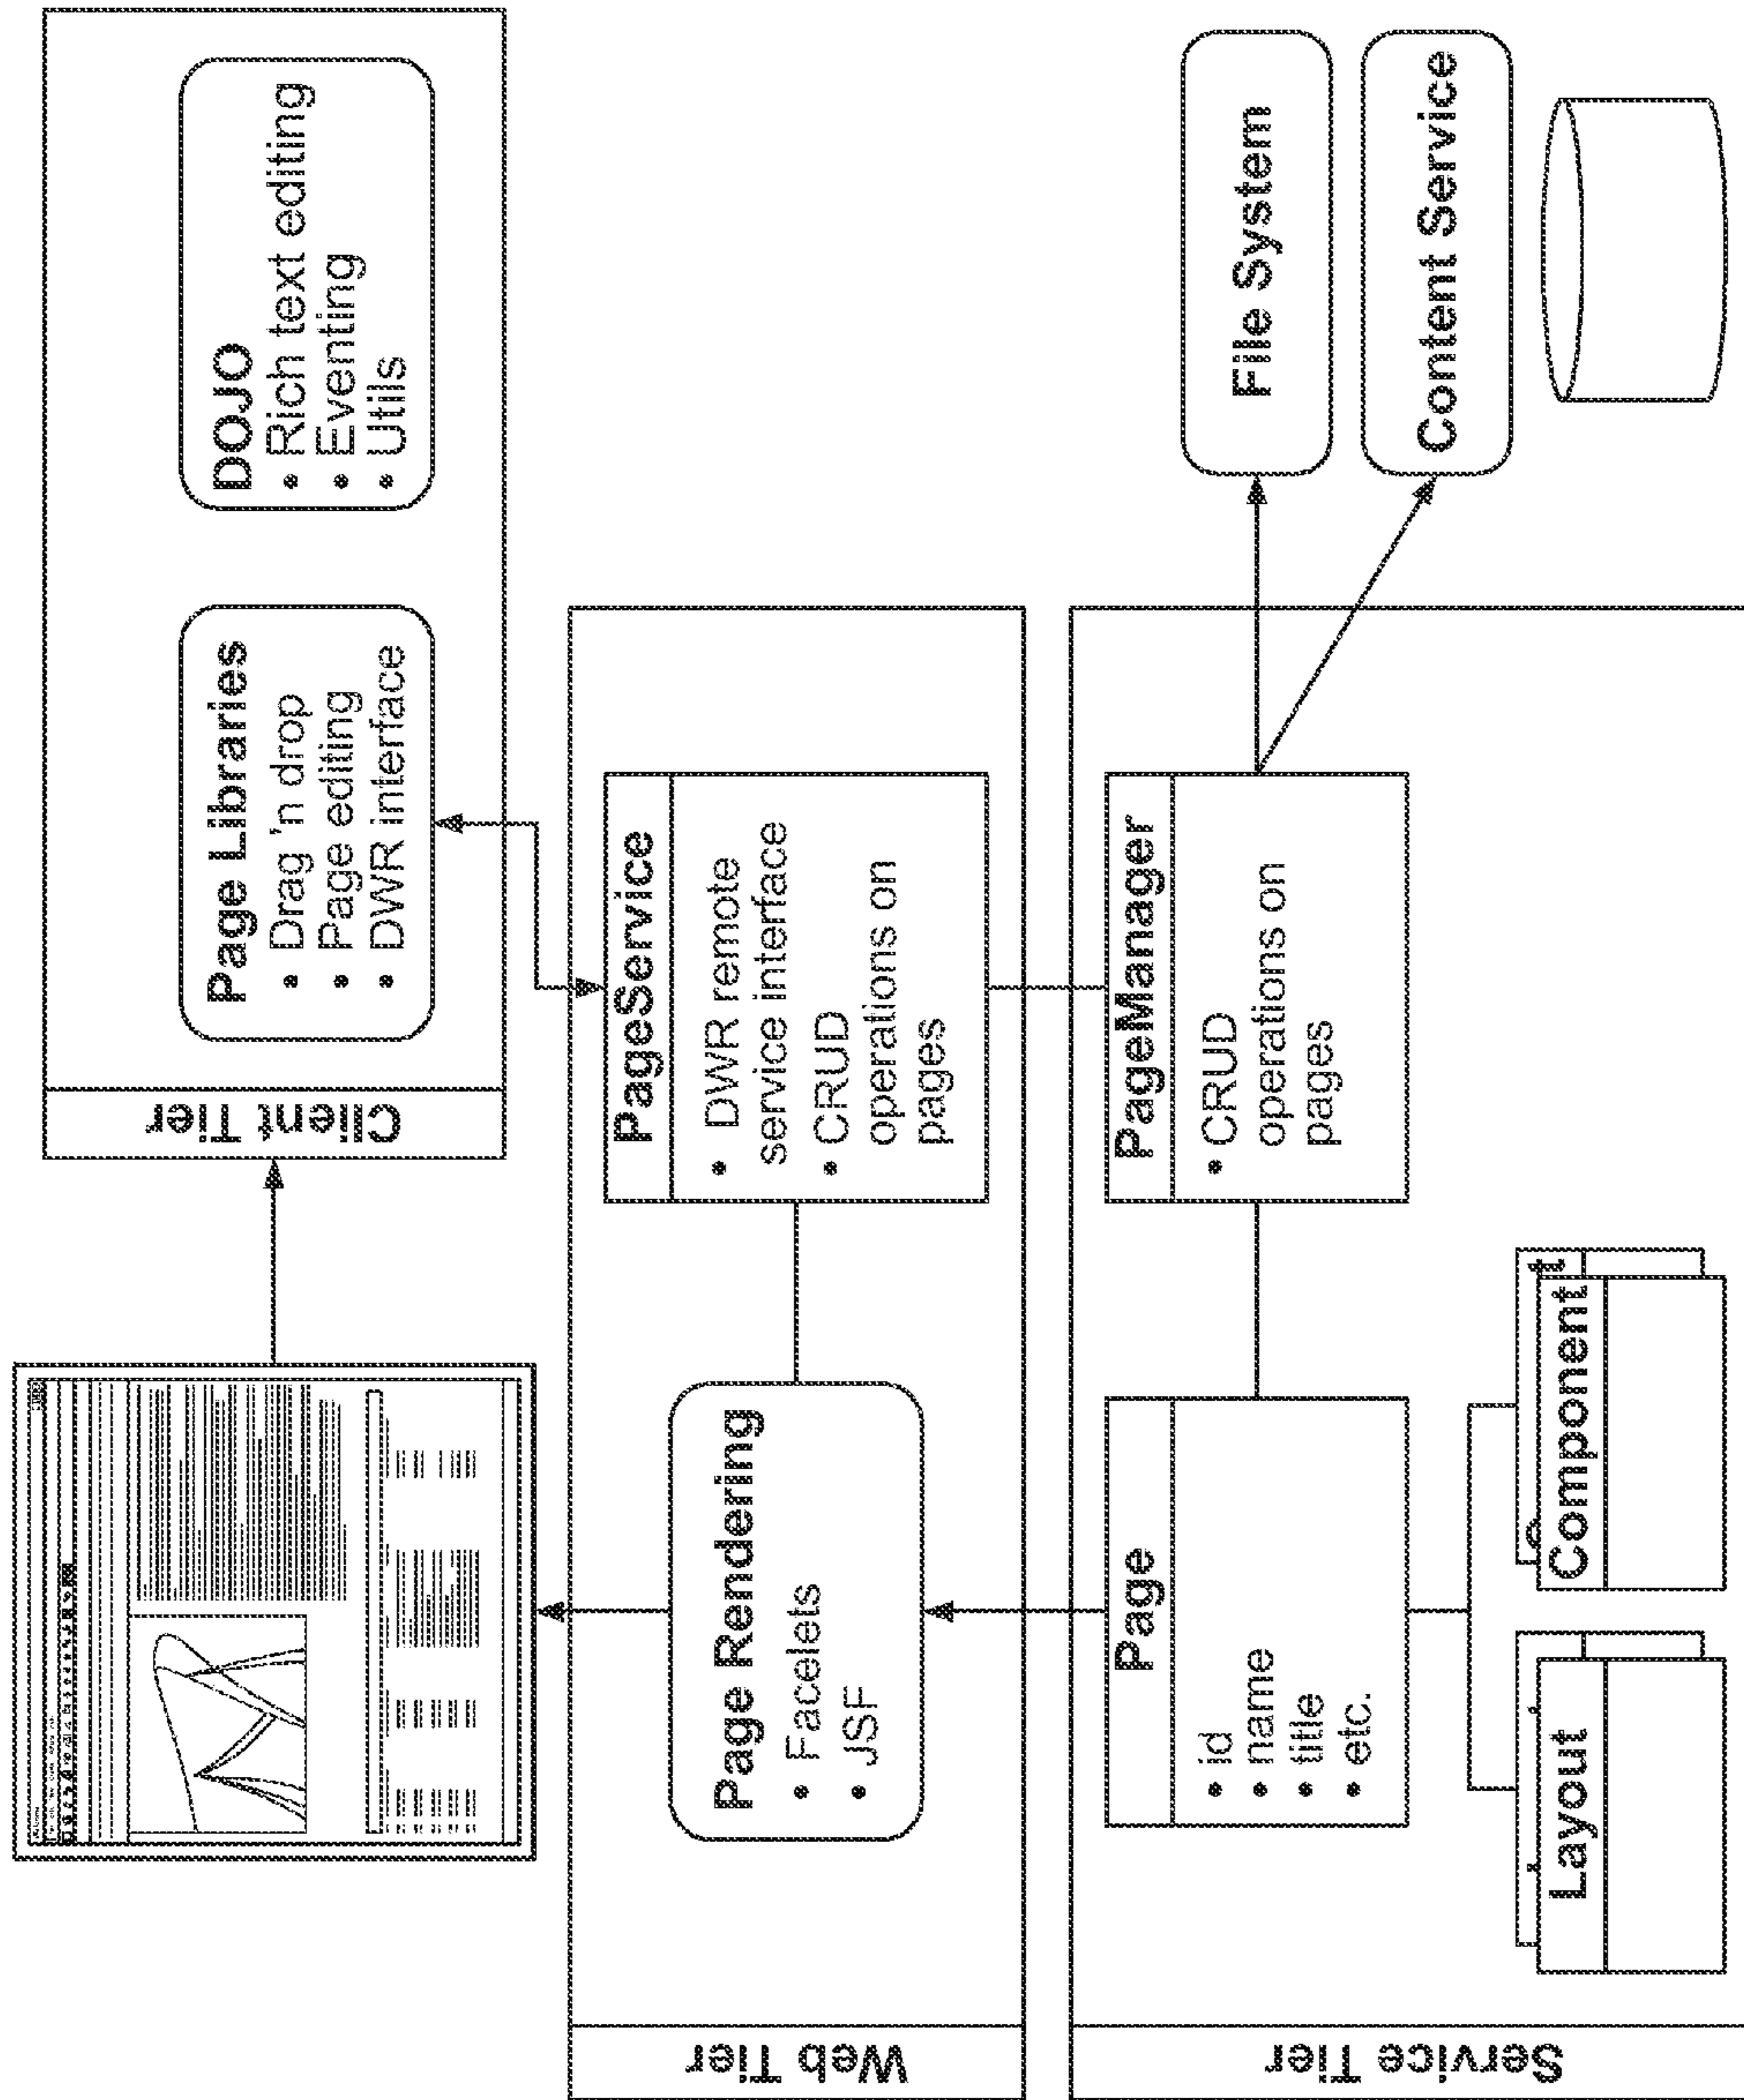 Client Tier
Page Libraries
• Drag 'n drop
• Page editing
• DWR interface
DOJO
• Rich text editing
• Eventing
• Utils
Web Tier
Page Rendering
• Facelets
• JSF
PageService
• DWR remote
service interface
• CRUD
operations on
pages
Service Tier
Page
• id
• name
• title
• etc.
PageManager
• CRUD
operations on
pages
Layout
Component
File System
Content Service